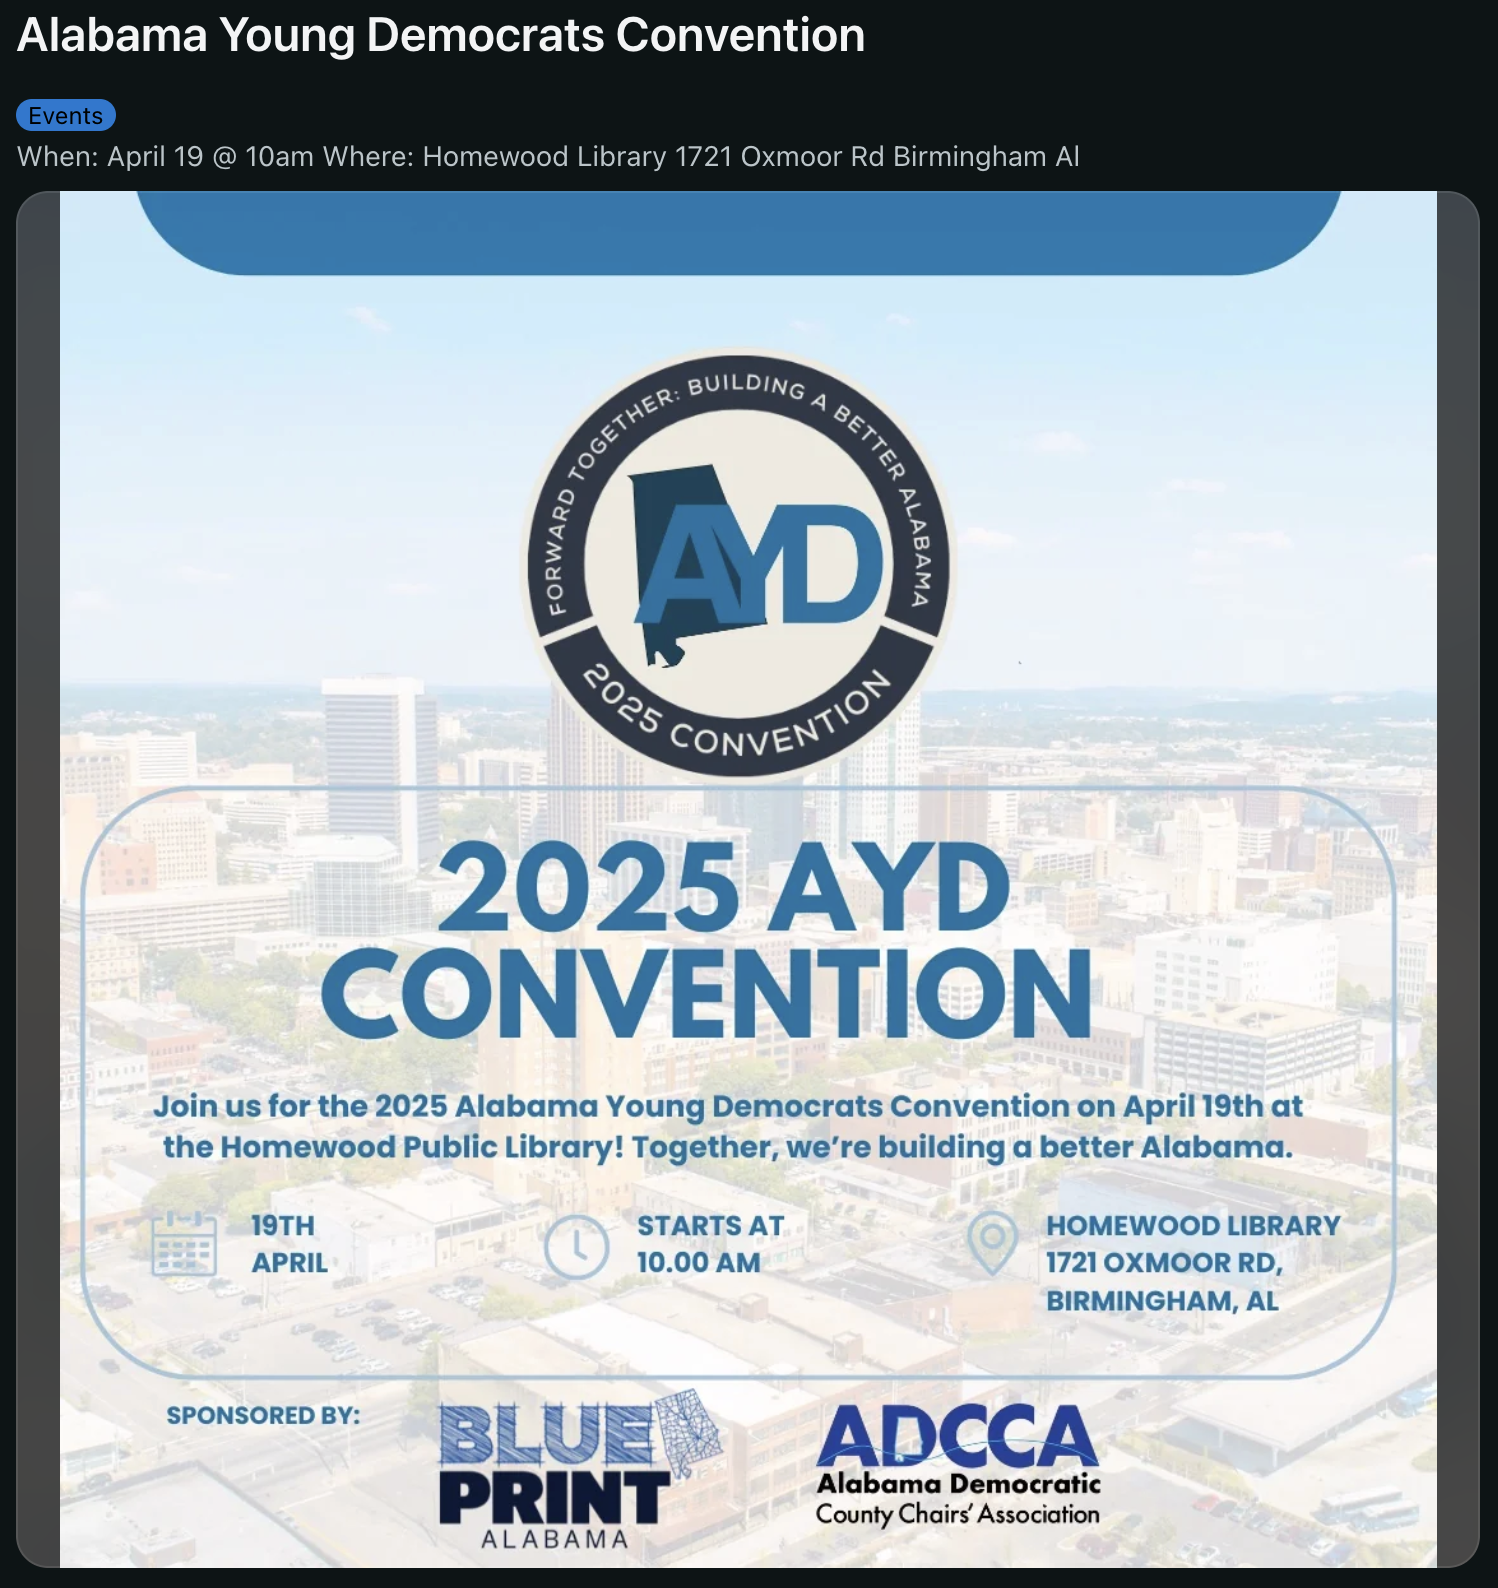 Alabama Young Democrats Convention
Events
When: April 19 @ 10am Where: Homewood Library 1721 Oxmoor Rd Birmingham Al
FORWARD TOGETHER: BUILDING A BETTER ALABAMA
AYD
2025 CONVENTION
2025 AYD
CONVENTION
Join us for the 2025 Alabama Young Democrats Convention on April 19th at
the Homewood Public Library! Together, we're building a better Alabama.
19TH
APRIL
STARTS AT
10.00 AM
HOMEWOOD LIBRARY
1721 OXMOOR RD,
BIRMINGHAM, AL
SPONSORED BY:
BLUE
PRINT
ALABAMA
ADCCA
Alabama Democratic
County Chairs' Association